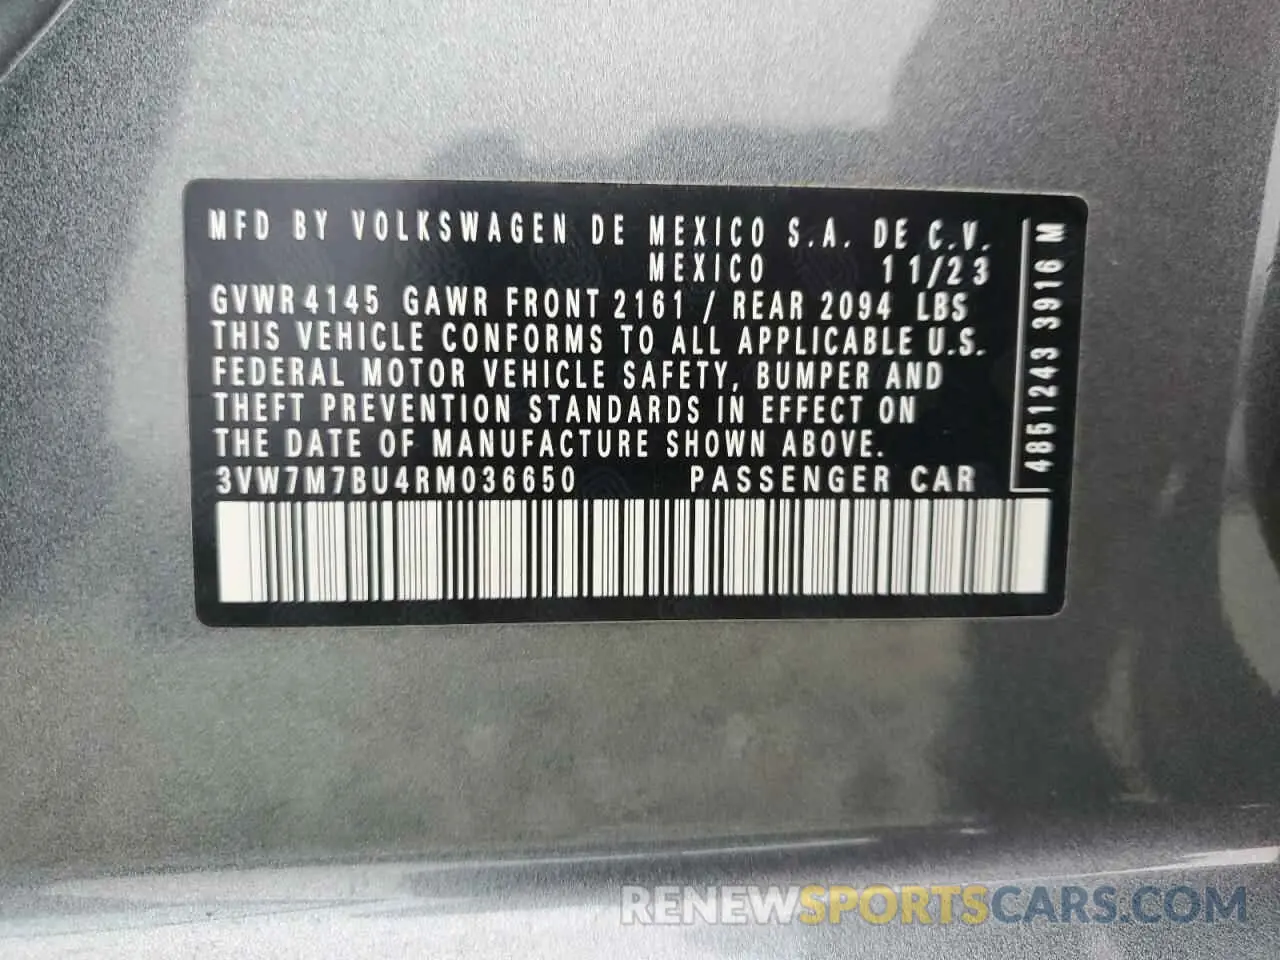 MFD BY VOLKSWAGEN DE MEXICO S.A. DE C.V.
MEXICO 11/23
GVWR 4145 GAWR FRONT 2161 / REAR 2094 LBS
THIS VEHICLE CONFORMS TO ALL APPLICABLE U.S.
FEDERAL MOTOR VEHICLE SAFETY, BUMPER AND
THEFT PREVENTION STANDARDS IN EFFECT ON
THE DATE OF MANUFACTURE SHOWN ABOVE.
3VW7M7BU4RM036650 PASSENGER CAR
4851243 3916 M
RENEWSPORTSCARS.COM